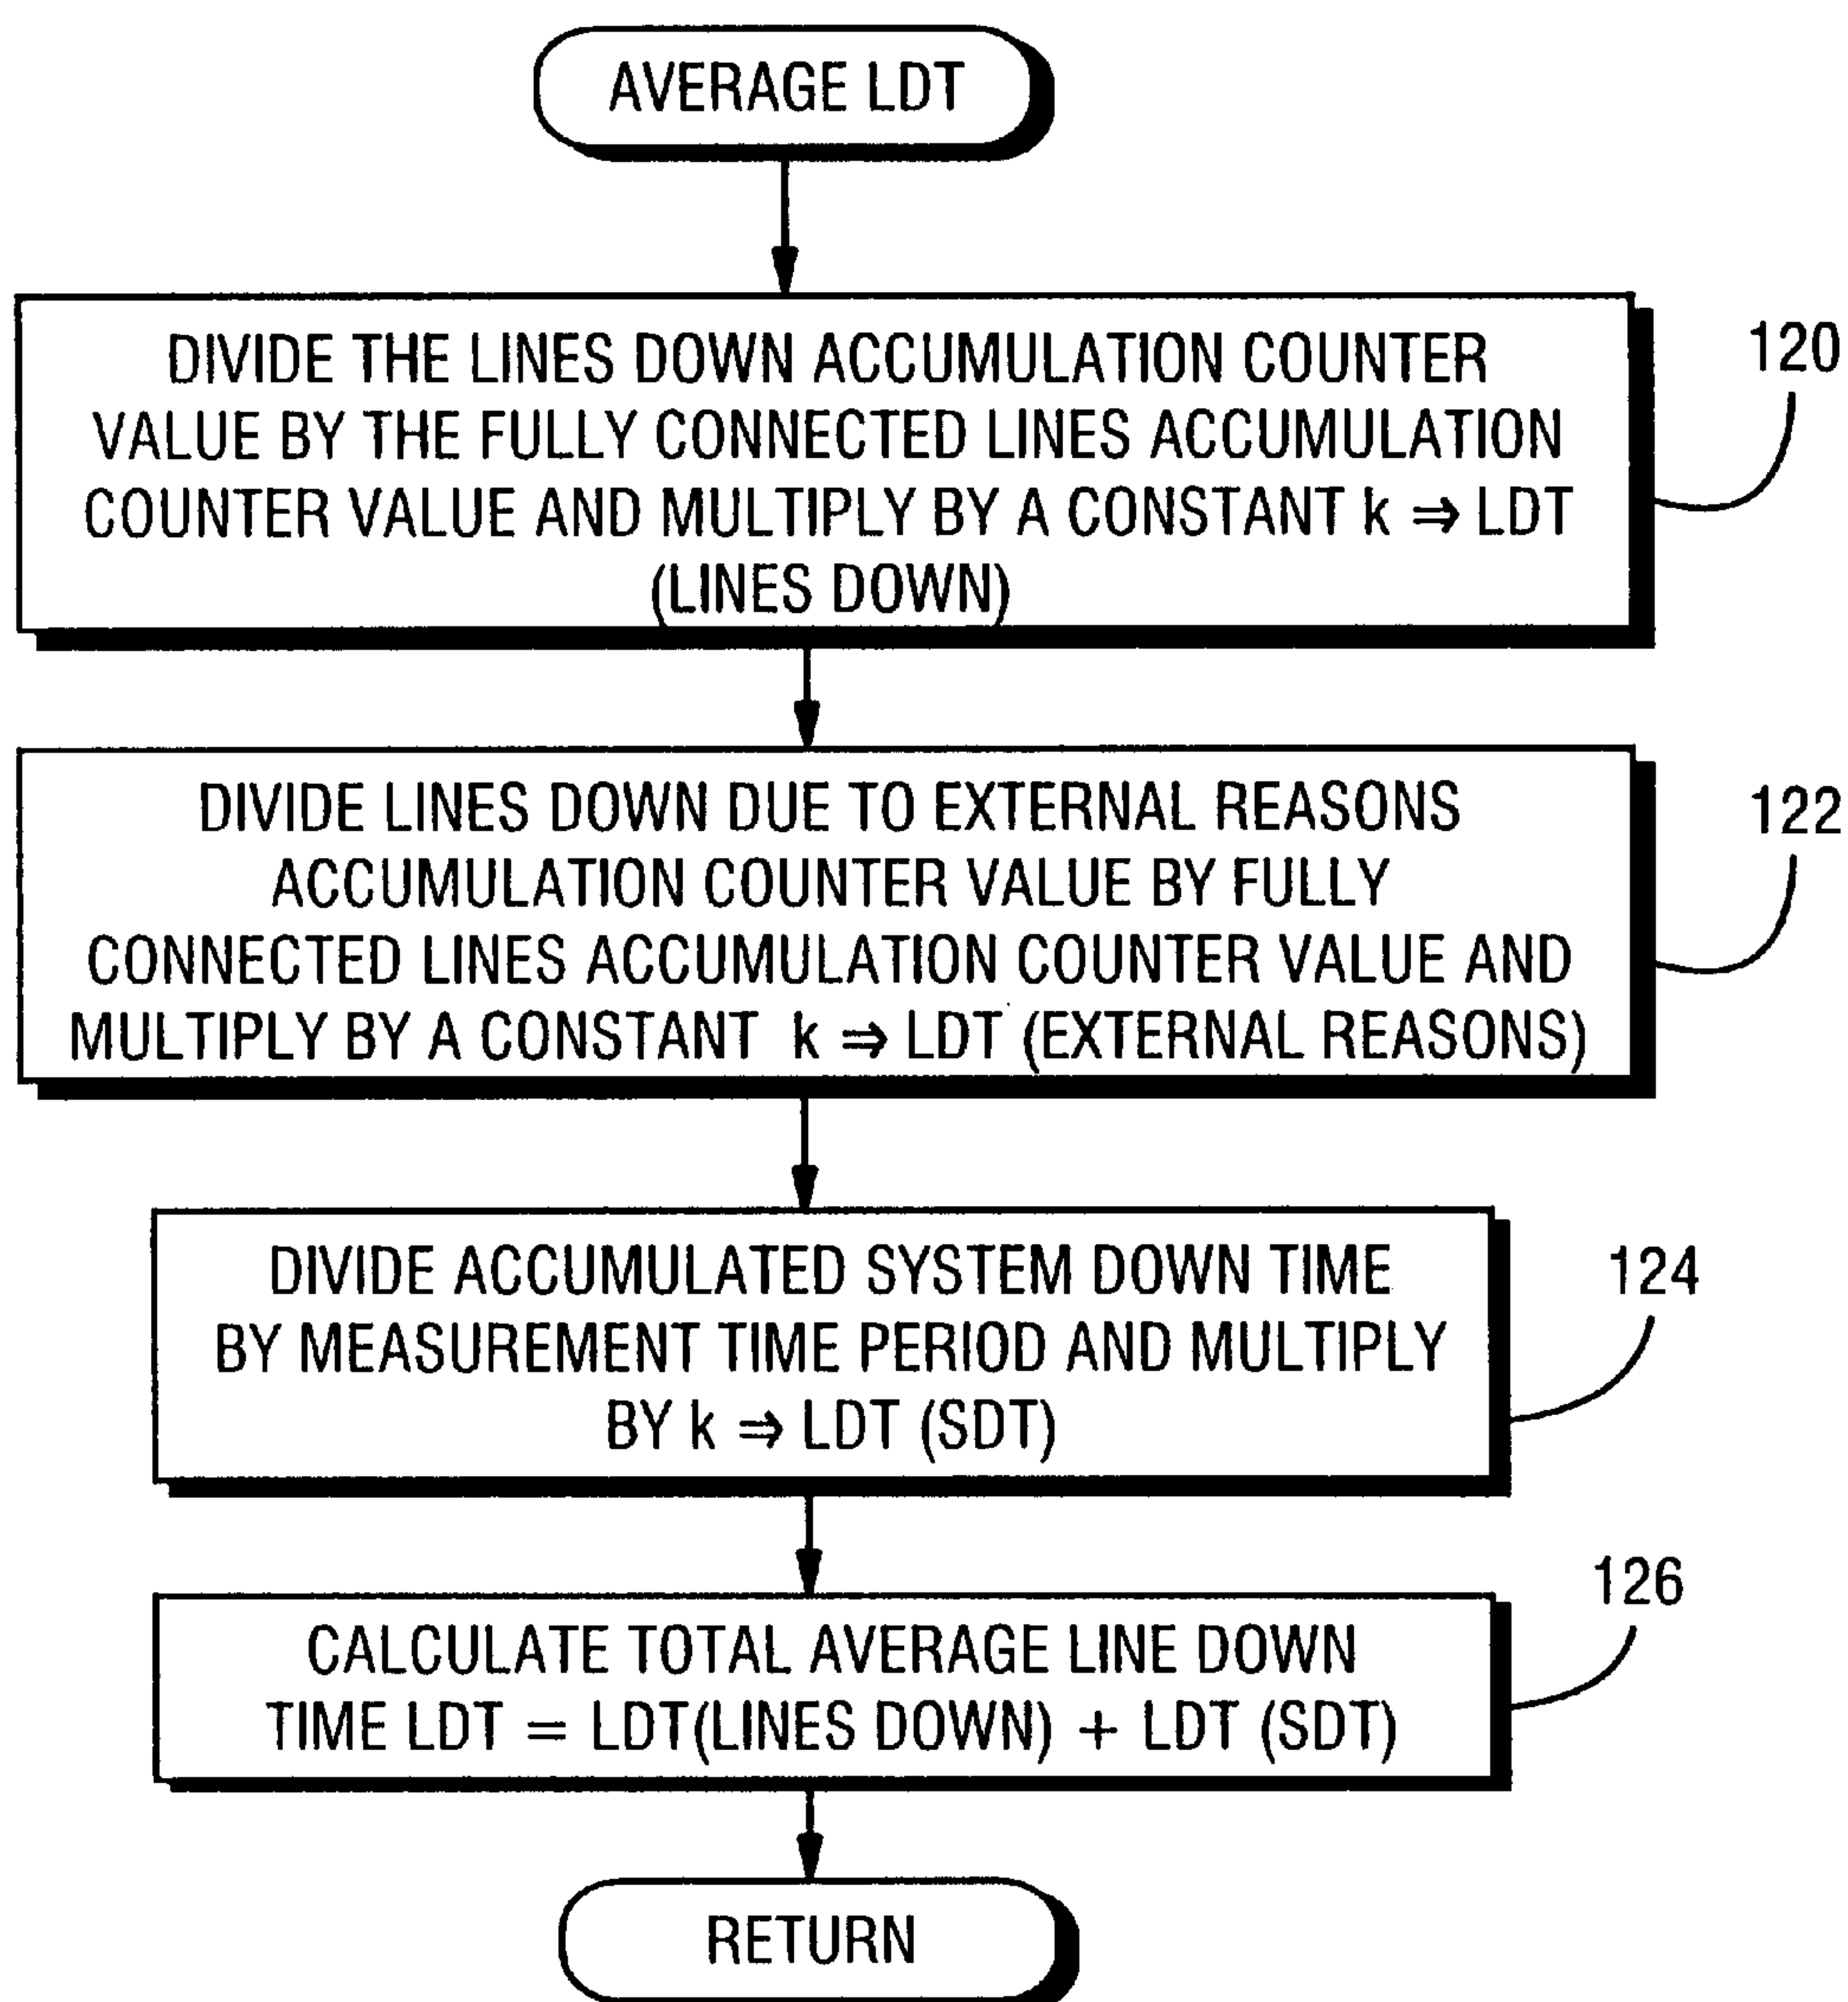 AVERAGE LDT
DIVIDE THE LINES DOWN ACCUMULATION COUNTER
VALUE BY THE FULLY CONNECTED LINES ACCUMULATION
COUNTER VALUE AND MULTIPLY BY A CONSTANT k ⇒ LDT
(LINES DOWN)
120
DIVIDE LINES DOWN DUE TO EXTERNAL REASONS
ACCUMULATION COUNTER VALUE BY FULLY
CONNECTED LINES ACCUMULATION COUNTER VALUE AND
MULTIPLY BY A CONSTANT k ⇒ LDT (EXTERNAL REASONS)
122
DIVIDE ACCUMULATED SYSTEM DOWN TIME
BY MEASUREMENT TIME PERIOD AND MULTIPLY
BY k ⇒ LDT (SDT)
124
CALCULATE TOTAL AVERAGE LINE DOWN
TIME LDT = LDT(LINES DOWN) + LDT (SDT)
126
RETURN